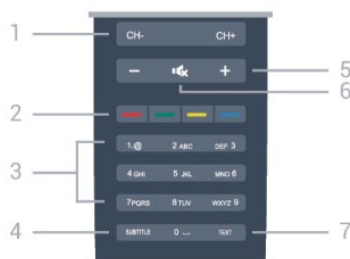 1 CH- CH+
− + 5
6
2
1.@ 2 ABC DEF 3
3
4 GHI 5 JKL MNO 6
7PQRS 8 TUV WXYZ 9
4 SUBTITLE 0 TEXT 7